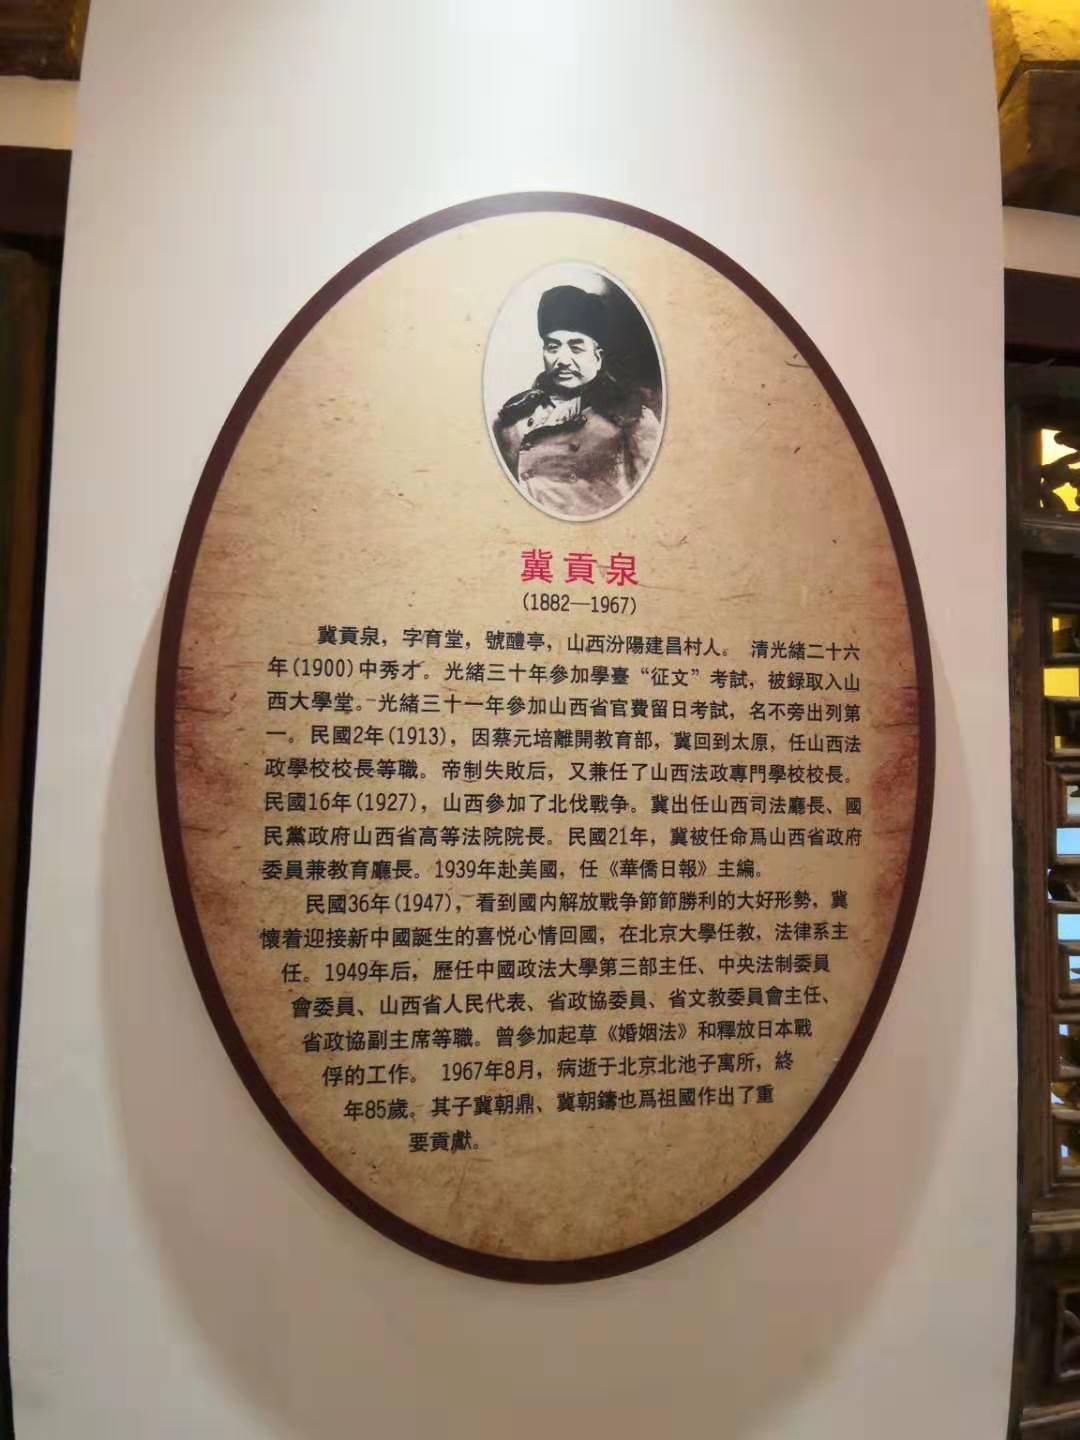 冀貢泉
(1882—1967)
冀貢泉，字育堂，號醴亭，山西汾陽建昌村人。 清光緒二十六
年(1900)中秀才。光緒三十年參加學臺“征文”考試，被録取入山
西大學堂。光緒三十一年參加山西省官費留日考試，名不旁出列第
一。民國2年(1913)，因蔡元培離開教育部，冀回到太原，任山西法
政學校校長等職。帝制失敗后，又兼任了山西法政專門學校校長。
民國16年(1927)，山西參加了北伐戰争。冀出任山西司法廳長、國
民黨政府山西省高等法院院長。民國21年，冀被任命爲山西省政府
委員兼教育廳長。1939年赴美國，任《華僑日報》主編。
民國36年(1947)，看到國内解放戰争節節勝利的大好形勢，冀
懷着迎接新中國誕生的喜悦心情回國，在北京大學任教，法律系主
任。1949年后，歷任中國政法大學第三部主任、中央法制委員
會委員、山西省人民代表、省政協委員、省文教委員會主任、
省政協副主席等職。曾參加起草《婚姻法》和釋放日本戰
俘的工作。 1967年8月，病逝于北京北池子寓所，終
年85歲。其子冀朝鼎、冀朝鑄也爲祖國作出了重
要貢獻。